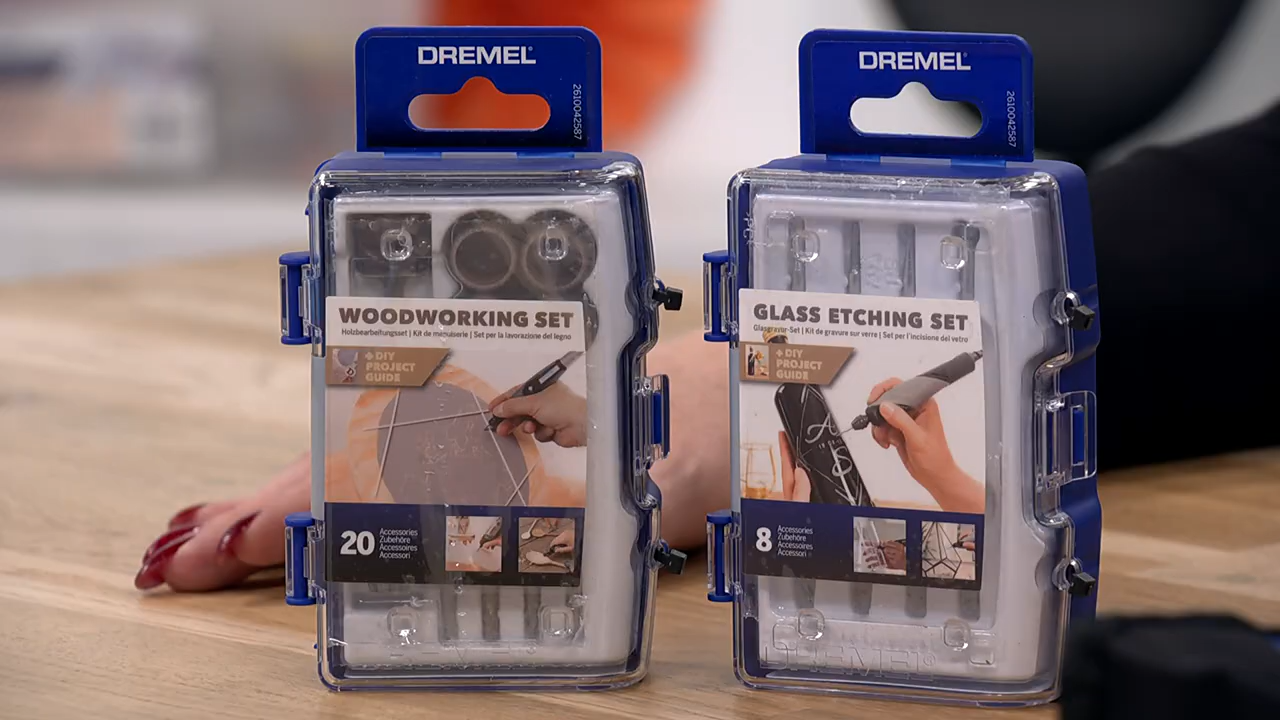 DREMEL®
2610042587
WOODWORKING SET
Holzbearbeitungsset | Kit de menuiserie | Set per la lavorazione del legno
+ DIY
PROJECT
GUIDE
20
Accessories
Zubehöre
Accessoires
Accessori
DREMEL®
2610042587
GLASS ETCHING SET
Glasgravur-Set | Kit de gravure sur verre | Set per l'incisione del vetro
+ DIY
PROJECT
GUIDE
A
S
8
Accessories
Zubehöre
Accessoires
Accessori
DREMEL®